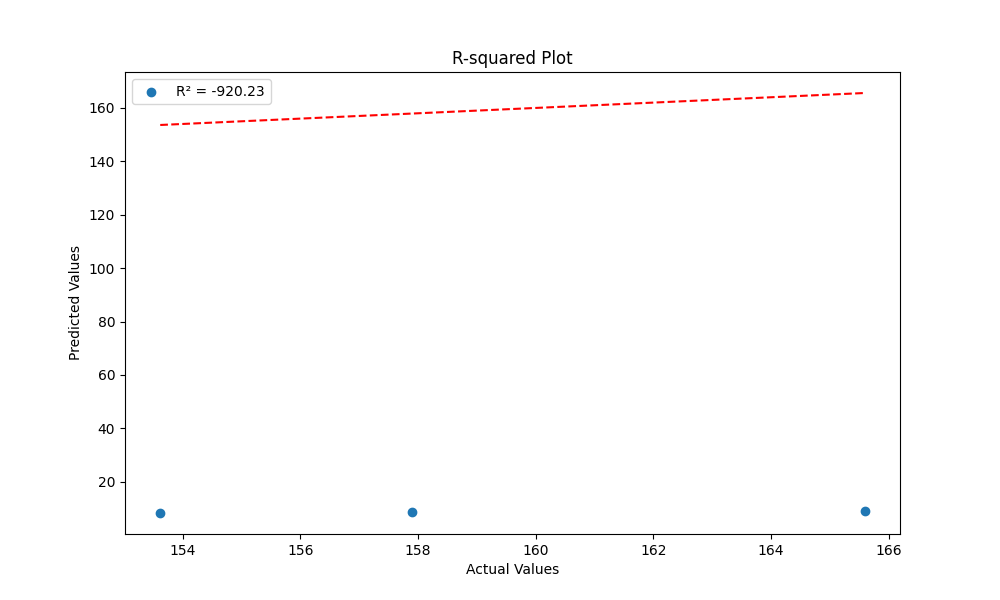 R-squared Plot
R² = -920.23
160
140
120
100
80
60
40
20
Predicted Values
154 156 158 160 162 164 166
Actual Values